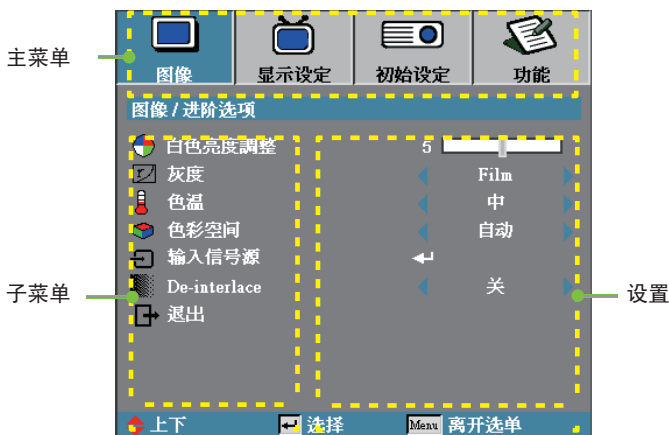 主菜单
图像 显示设定 初始设定 功能
图像 / 进阶选项
白色亮度調整 5
灰度 Film
色温 中
色彩空间 自动
输入信号源
子菜单 De-interlace 关 设置
退出
上下 选择 Menu 离开选单